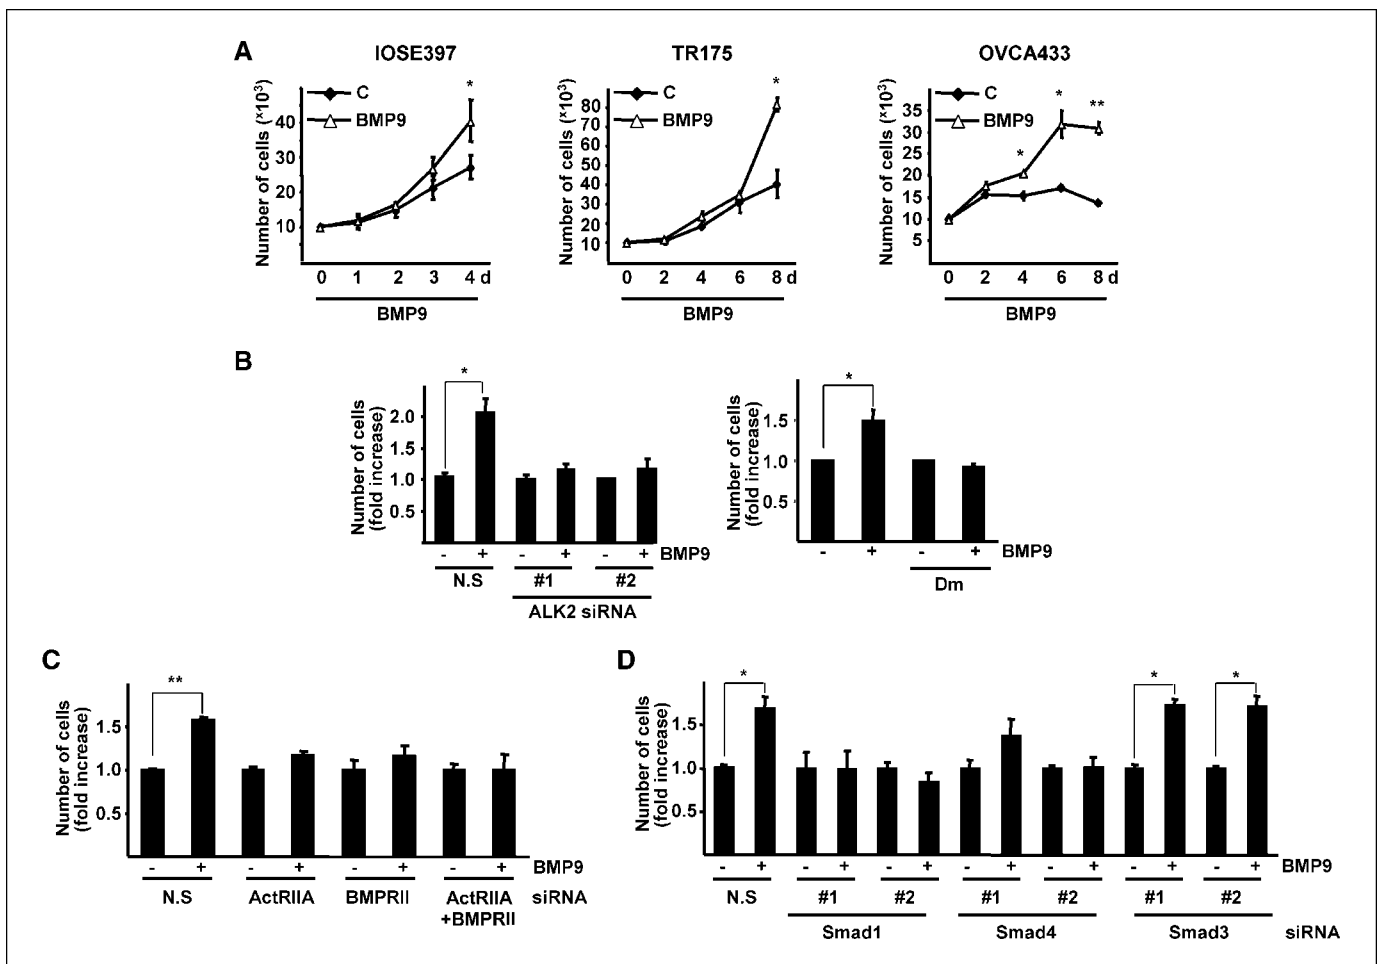 A
IOSE397
TR175
OVCA433
Number of cells (*10³)
C
BMP9
*
40
30
20
10
0 1 2 3 4 d
BMP9
Number of cells (*10³)
C
BMP9
*
80
70
60
50
40
30
20
10
0 2 4 6 8 d
BMP9
Number of cells (*10³)
C
BMP9
* * **
35
30
25
20
15
10
5
0 2 4 6 8 d
BMP9
B
Number of cells
(fold increase)
*
2.0
1.5
1.0
0.5
- + - + - + BMP9
N.S #1 #2
ALK2 siRNA
Number of cells
(fold increase)
*
1.5
1.0
0.5
- + - + BMP9
Dm
C
Number of cells
(fold increase)
**
1.5
1.0
0.5
- + - + - + - + BMP9
N.S ActRIIA BMPRII ActRIIA siRNA
+BMPRII
D
Number of cells
(fold increase)
* * *
1.5
1.0
0.5
- + - + - + - + - + - + - + BMP9
N.S #1 #2 #1 #2 #1 #2
Smad1 Smad4 Smad3 siRNA